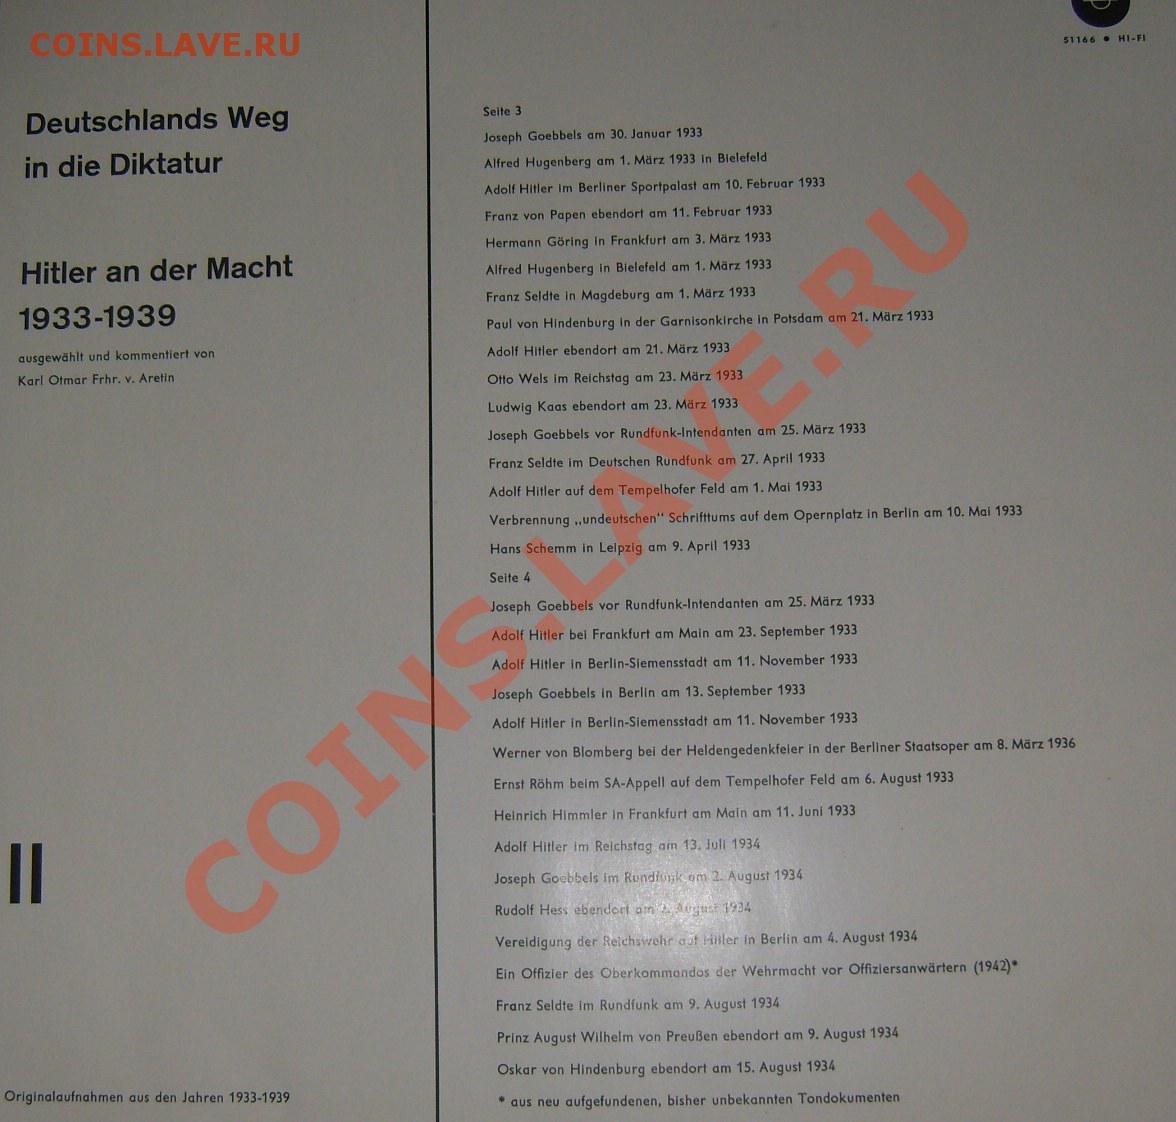 COINS.LAVE.RU
51166 • HI-FI
Deutschlands Weg
in die Diktatur
Hitler an der Macht
1933-1939
ausgewählt und kommentiert von
Karl Otmar Frhr. v. Aretin
II
Originalaufnahmen aus den Jahren 1933-1939
Seite 3
Joseph Goebbels am 30. Januar 1933
Alfred Hugenberg am 1. März 1933 in Bielefeld
Adolf Hitler im Berliner Sportpalast am 10. Februar 1933
Franz von Papen ebendort am 11. Februar 1933
Hermann Göring in Frankfurt am 3. März 1933
Alfred Hugenberg in Bielefeld am 1. März 1933
Franz Seldte in Magdeburg am 1. März 1933
Paul von Hindenburg in der Garnisonkirche in Potsdam am 21. März 1933
Adolf Hitler ebendort am 21. März 1933
Otto Wels im Reichstag am 23. März 1933
Ludwig Kaas ebendort am 23. März 1933
Joseph Goebbels vor Rundfunk-Intendanten am 25. März 1933
Franz Seldte im Deutschen Rundfunk am 27. April 1933
Adolf Hitler auf dem Tempelhofer Feld am 1. Mai 1933
Verbrennung „undeutschen“ Schrifttums auf dem Opernplatz in Berlin am 10. Mai 1933
Hans Schemm in Leipzig am 9. April 1933
Seite 4
Joseph Goebbels vor Rundfunk-Intendanten am 25. März 1933
Adolf Hitler bei Frankfurt am Main am 23. September 1933
Adolf Hitler in Berlin-Siemensstadt am 11. November 1933
Joseph Goebbels in Berlin am 13. September 1933
Adolf Hitler in Berlin-Siemensstadt am 11. November 1933
Werner von Blomberg bei der Heldengedenkfeier in der Berliner Staatsoper am 8. März 1936
Ernst Röhm beim SA-Appell auf dem Tempelhofer Feld am 6. August 1933
Heinrich Himmler in Frankfurt am Main am 11. Juni 1933
Adolf Hitler im Reichstag am 13. Juli 1934
Joseph Goebbels im Rundfunk am 2. August 1934
Rudolf Hess ebendort am 2. August 1934
Vereidigung der Reichswehr auf Hitler in Berlin am 4. August 1934
Ein Offizier des Oberkommandos der Wehrmacht vor Offiziersanwärtern (1942)*
Franz Seldte im Rundfunk am 9. August 1934
Prinz August Wilhelm von Preußen ebendort am 9. August 1934
Oskar von Hindenburg ebendort am 15. August 1934
* aus neu aufgefundenen, bisher unbekannten Tondokumenten
COINS.LAVE.RU